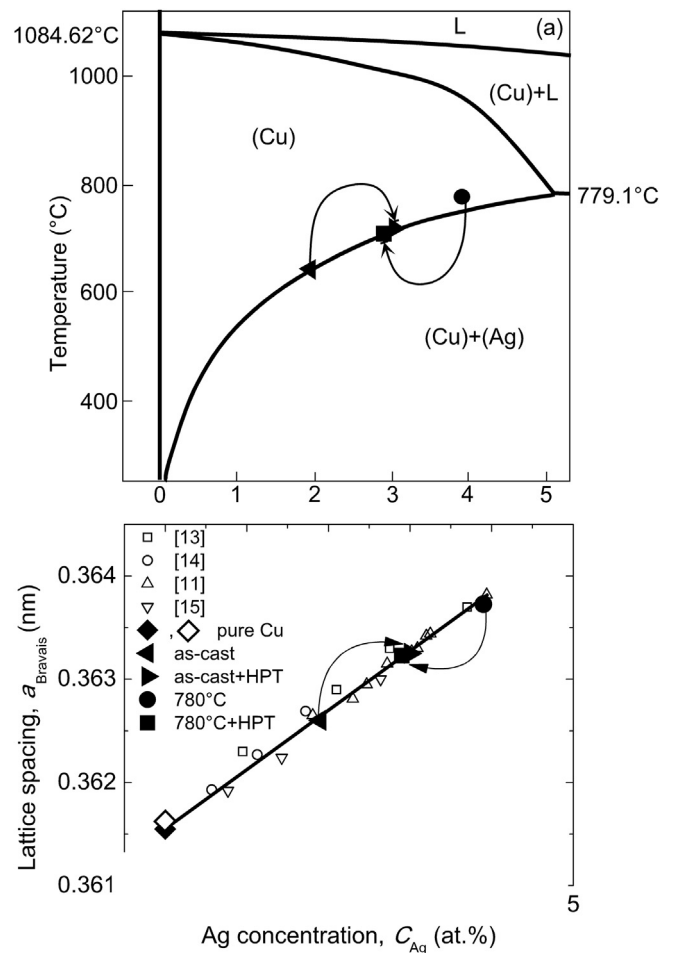 1084.62°C
L
(a)
1000
(Cu)+L
(Cu)
800
779.1°C
Temperature (°C)
600
(Cu)+(Ag)
400
0 1 2 3 4 5
[13]
0.364
[14]
[11]
[15]
, pure Cu
0.363
as-cast
as-cast+HPT
780°C
780°C+HPT
Lattice spacing, a Bravais (nm)
0.362
0.361
5
Ag concentration, C Ag (at.%)